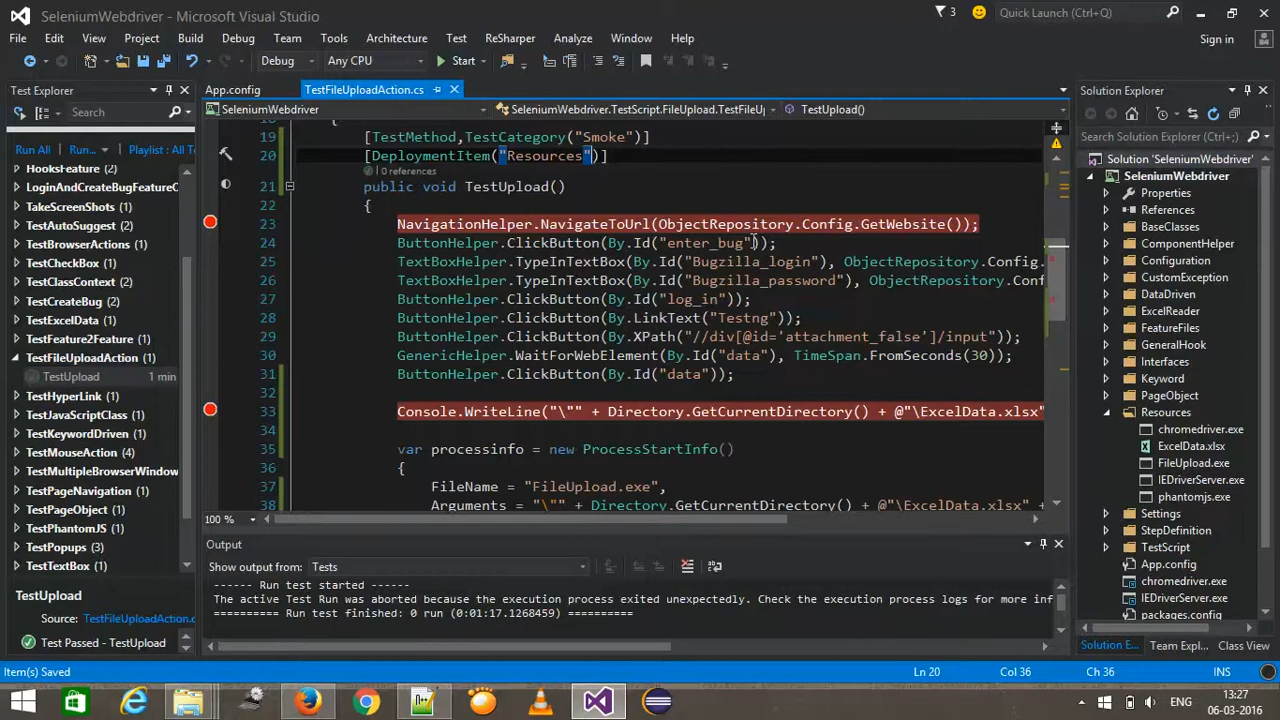 SeleniumWebdriver - Microsoft Visual Studio
3
Quick Launch (Ctrl+Q)
File Edit View Project Build Debug Team Tools Architecture Test ReSharper Analyze Window Help
Sign in
Debug Any CPU Start
Test Explorer
Search
Run All Run... Playlist : All Tests
HooksFeature
LoginAndCreateBugFeature
TakeScreenShots (1)
TestAutoSuggest (1)
TestBrowserActions (1)
TestCheckBox (1)
TestClassContext (2)
TestCreateBug (1)
TestExcelData (1)
TestFeature2Feature (1)
TestFileUploadAction (1)
TestUpload 1 min
TestHyperLink (1)
TestJavaScriptClass (1)
TestKeywordDriven (1)
TestMouseAction (4)
TestMultipleBrowserWindow
TestPageNavigation (1)
TestPageObject (1)
TestPhantomJS (1)
TestPopups (3)
TestTextBox (1)
TestUpload
Source: TestFileUploadAction.c
Test Passed - TestUpload
App.config TestFileUploadAction.cs
SeleniumWebdriver SeleniumWebdriver.TestScript.FileUpload.TestFileU TestUpload()
18 {
19 [TestMethod,TestCategory("Smoke")]
20 [DeploymentItem("Resources")]
0 references
21 public void TestUpload()
22 {
23 NavigationHelper.NavigateToUrl(ObjectRepository.Config.GetWebsite());
24 ButtonHelper.ClickButton(By.Id("enter_bug"));
25 TextBoxHelper.TypeInTextBox(By.Id("Bugzilla_login"), ObjectRepository.Config.
26 TextBoxHelper.TypeInTextBox(By.Id("Bugzilla_password"), ObjectRepository.Conf
27 ButtonHelper.ClickButton(By.Id("log_in"));
28 ButtonHelper.ClickButton(By.LinkText("Testng"));
29 ButtonHelper.ClickButton(By.XPath("//div[@id='attachment_false']/input"));
30 GenericHelper.WaitForWebElement(By.Id("data"), TimeSpan.FromSeconds(30));
31 ButtonHelper.ClickButton(By.Id("data"));
32
33 Console.WriteLine("\"" + Directory.GetCurrentDirectory() + @"\ExcelData.xlsx"
34
35 var processinfo = new ProcessStartInfo()
36 {
37 FileName = "FileUpload.exe",
38 Arguments = "\"" + Directory.GetCurrentDirectory() + @"\ExcelData.xlsx" +
100 %
Output
Show output from: Tests
------ Run test started ------
The active Test Run was aborted because the execution process exited unexpectedly. Check the execution process logs for more inf
========== Run test finished: 0 run (0:01:17.1268459) ==========
Solution Explorer
Solution 'SeleniumWebdriver'
SeleniumWebdriver
Properties
References
BaseClasses
ComponentHelper
Configuration
CustomException
DataDriven
ExcelReader
FeatureFiles
GeneralHook
Interfaces
Keyword
PageObject
Resources
chromedriver.exe
ExcelData.xlsx
FileUpload.exe
IEDriverServer.exe
phantomjs.exe
Settings
StepDefinition
TestScript
App.config
chromedriver.exe
IEDriverServer.exe
packages.config
Solution E... Team Expl... Class View
Item(s) Saved Ln 20 Col 36 Ch 36 INS
ENG
13:27
06-03-2016